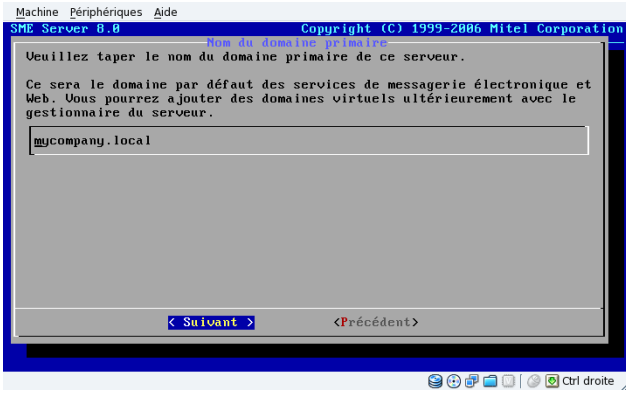 Machine Périphériques Aide
SME Server 8.0 Copyright (C) 1999-2006 Mitel Corporation
Nom du domaine primaire
Veuillez taper le nom du domaine primaire de ce serveur.
Ce sera le domaine par défaut des services de messagerie électronique et
Web. Vous pourrez ajouter des domaines virtuels ultérieurement avec le
gestionnaire du serveur.
mycompany.local
< Suivant > <Précédent>
Ctrl droite